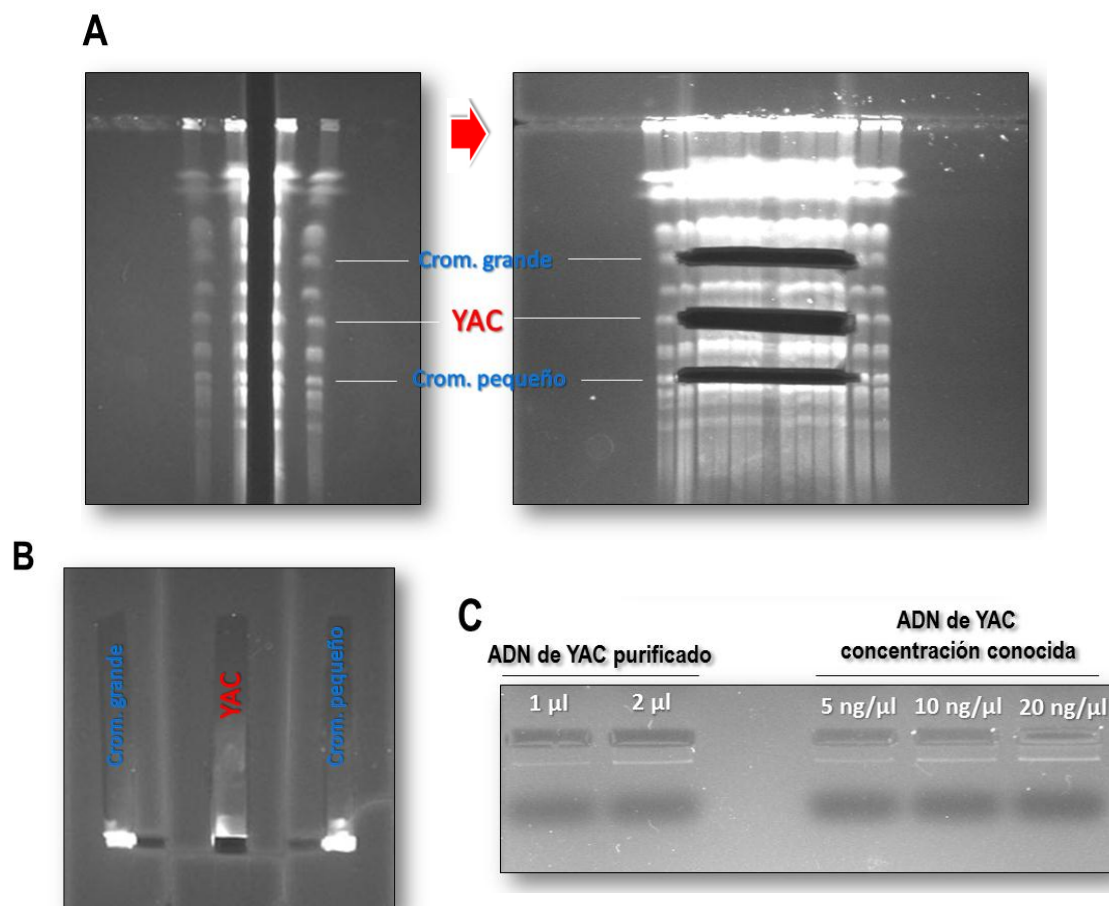 A
Crom. grande
YAC
Crom. pequeño
B
Crom. grande
YAC
Crom. pequeño
C
ADN de YAC purificado
ADN de YAC
concentración conocida
1 µl
2 µl
5 ng/µl
10 ng/µl
20 ng/µl